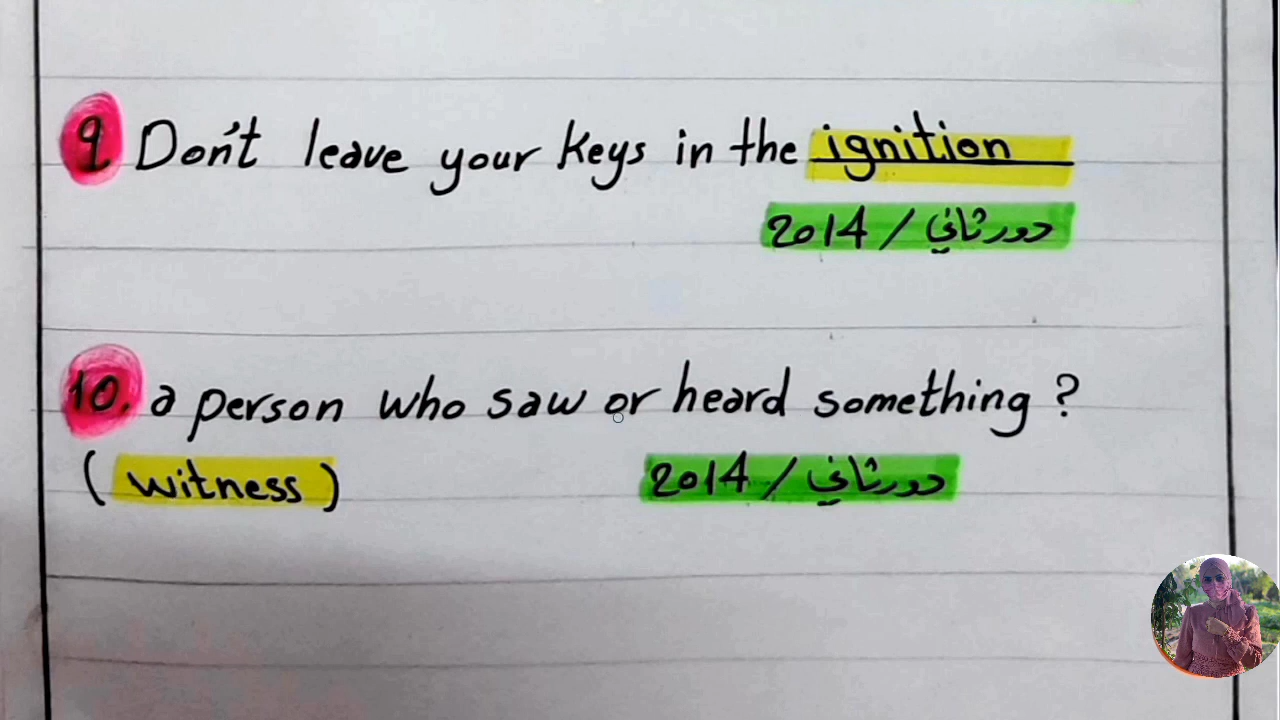 9 Don't leave your keys in the ignition
2014 / دور ثاني
10. a person who saw or heard something ?
( witness )
2014 / دور ثاني